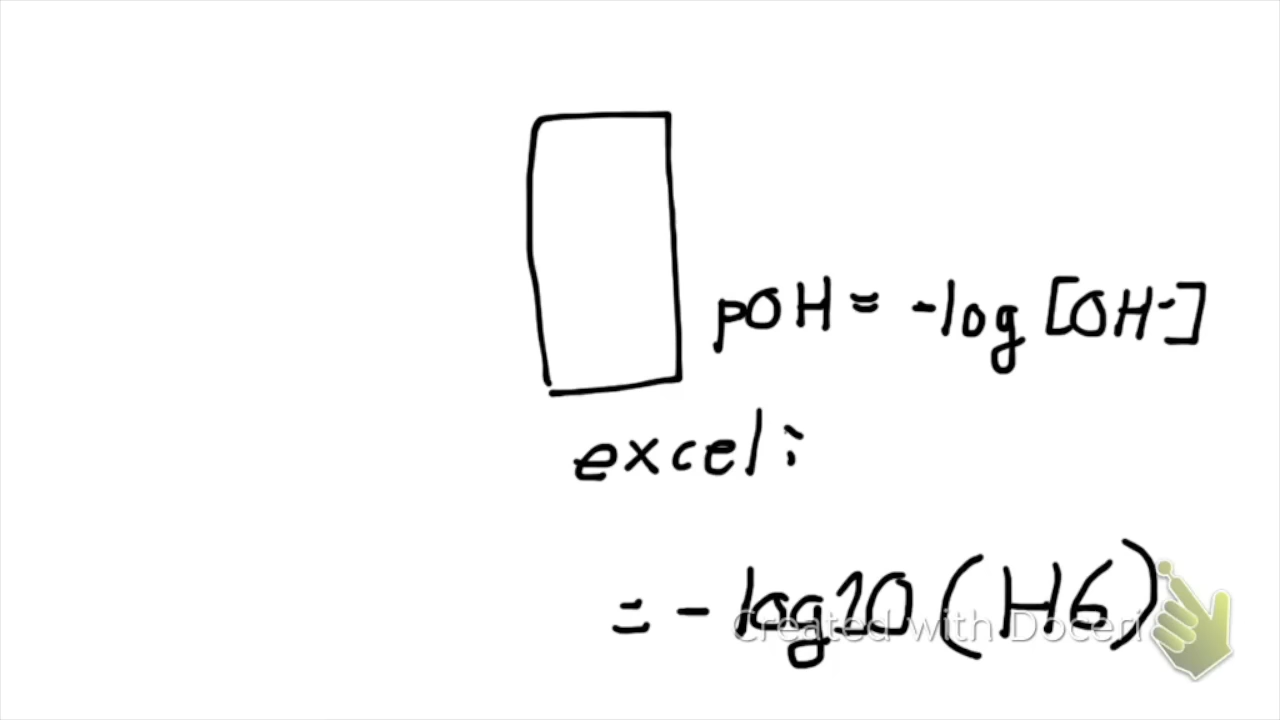 pOH = -log [OH-]
excel:
= -log10 (H6)
Created with Doceri